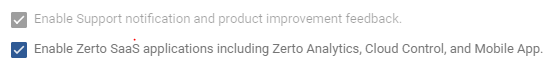 Enable Support notification and product improvement feedback.
Enable Zerto SaaS applications including Zerto Analytics, Cloud Control, and Mobile App.